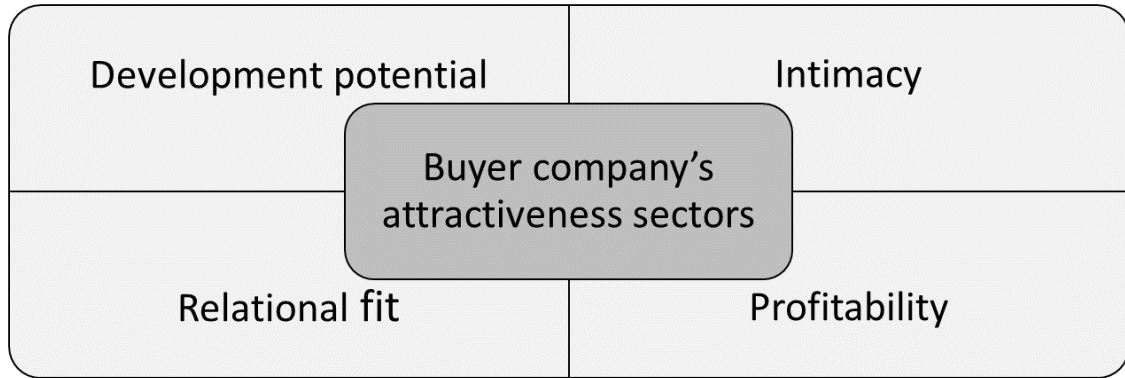 Development potential
Intimacy
Buyer company’s
attractiveness sectors
Relational fit
Profitability